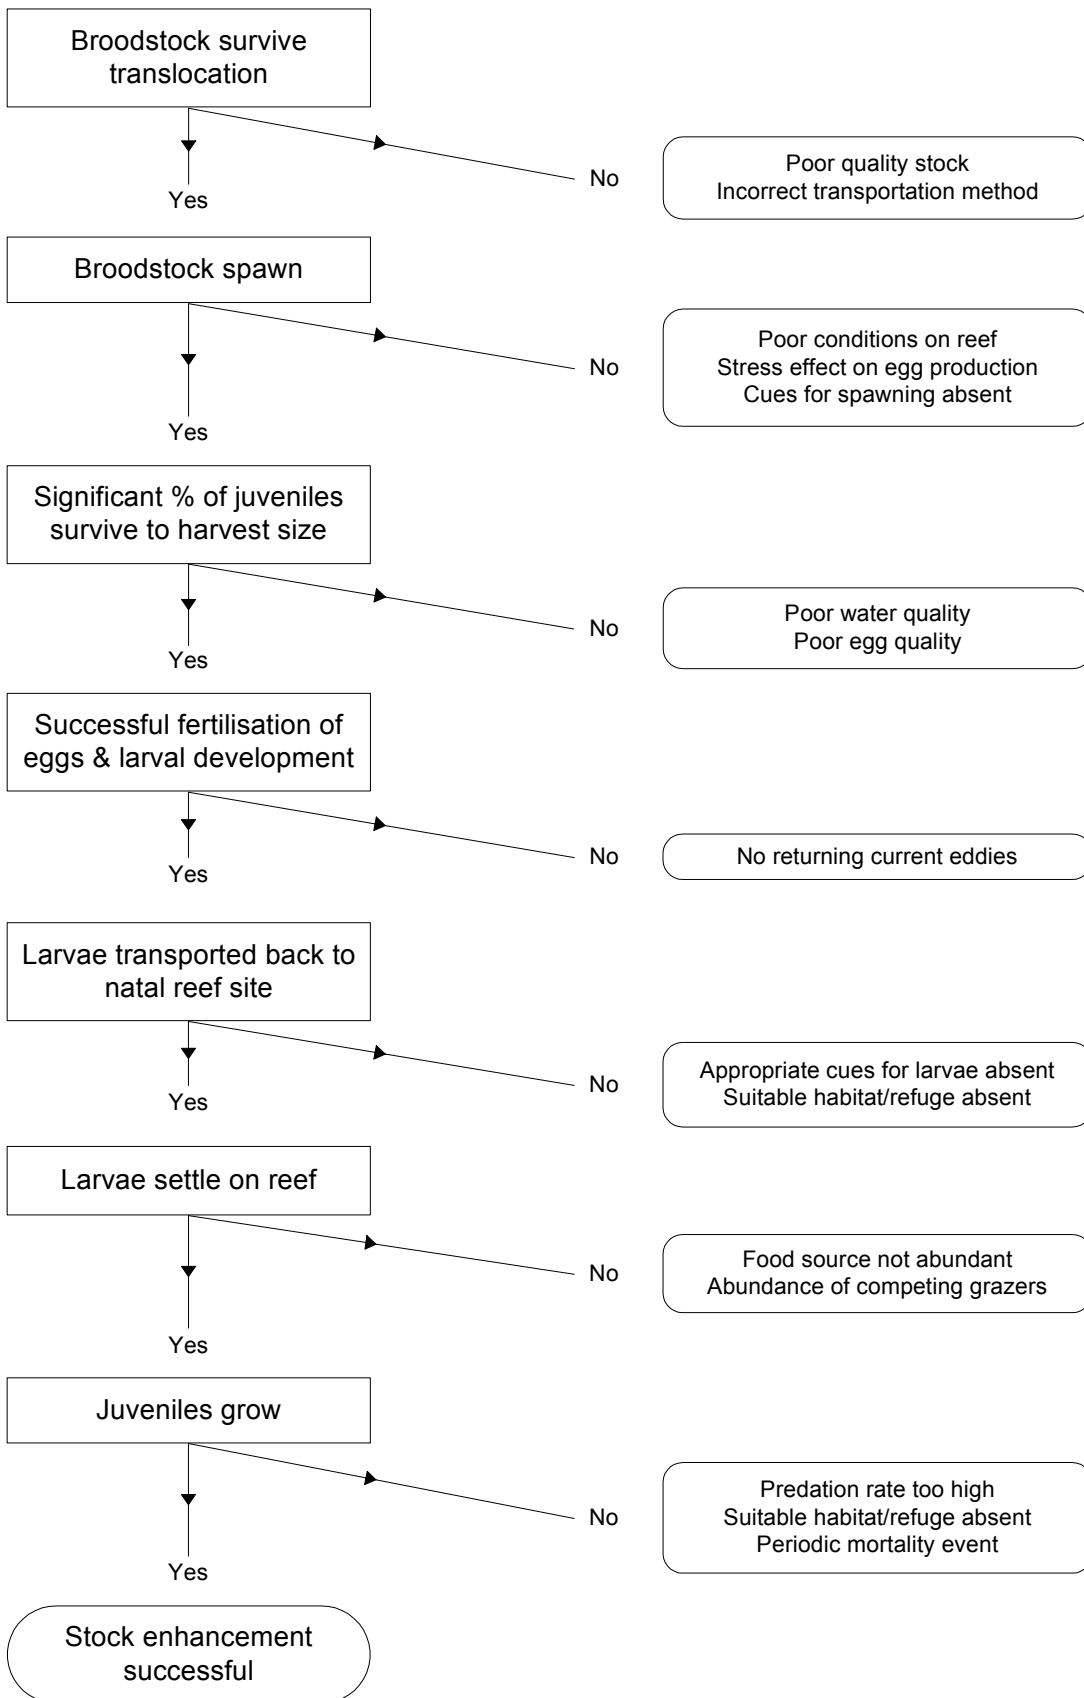 Broodstock survive
translocation
No
Poor quality stock
Incorrect transportation method
Yes
Broodstock spawn
No
Poor conditions on reef
Stress effect on egg production
Cues for spawning absent
Yes
Significant % of juveniles
survive to harvest size
No
Poor water quality
Poor egg quality
Yes
Successful fertilisation of
eggs & larval development
No
No returning current eddies
Yes
Larvae transported back to
natal reef site
No
Appropriate cues for larvae absent
Suitable habitat/refuge absent
Yes
Larvae settle on reef
No
Food source not abundant
Abundance of competing grazers
Yes
Juveniles grow
No
Predation rate too high
Suitable habitat/refuge absent
Periodic mortality event
Yes
Stock enhancement
successful